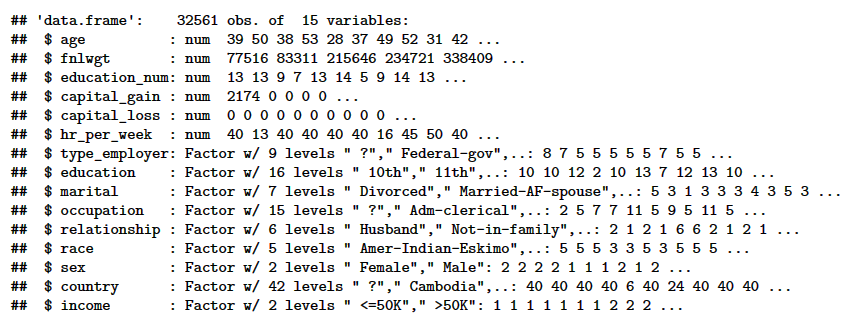 ## 'data.frame':    32561 obs. of  15 variables:
##  $ age          : num  39 50 38 53 28 37 49 52 31 42 ...
##  $ fnlwgt       : num  77516 83311 215646 234721 338409 ...
##  $ education_num: num  13 13 9 7 13 14 5 9 14 13 ...
##  $ capital_gain : num  2174 0 0 0 0 ...
##  $ capital_loss : num  0 0 0 0 0 0 0 0 0 0 ...
##  $ hr_per_week  : num  40 13 40 40 40 40 16 45 50 40 ...
##  $ type_employer: Factor w/ 9 levels " ?"," Federal-gov",..: 8 7 5 5 5 5 5 7 5 5 ...
##  $ education    : Factor w/ 16 levels " 10th"," 11th",..: 10 10 12 2 10 13 7 12 13 10 ...
##  $ marital      : Factor w/ 7 levels " Divorced"," Married-AF-spouse",..: 5 3 1 3 3 3 4 3 5 3 ...
##  $ occupation   : Factor w/ 15 levels " ?"," Adm-clerical",..: 2 5 7 7 11 5 9 5 11 5 ...
##  $ relationship : Factor w/ 6 levels " Husband"," Not-in-family",..: 2 1 2 1 6 6 2 1 2 1 ...
##  $ race         : Factor w/ 5 levels " Amer-Indian-Eskimo",..: 5 5 5 3 3 5 3 5 5 5 ...
##  $ sex          : Factor w/ 2 levels " Female"," Male": 2 2 2 2 1 1 1 2 1 2 ...
##  $ country      : Factor w/ 42 levels " ?"," Cambodia",..: 40 40 40 40 6 40 24 40 40 40 ...
##  $ income       : Factor w/ 2 levels " <=50K"," >50K": 1 1 1 1 1 1 1 2 2 2 ...